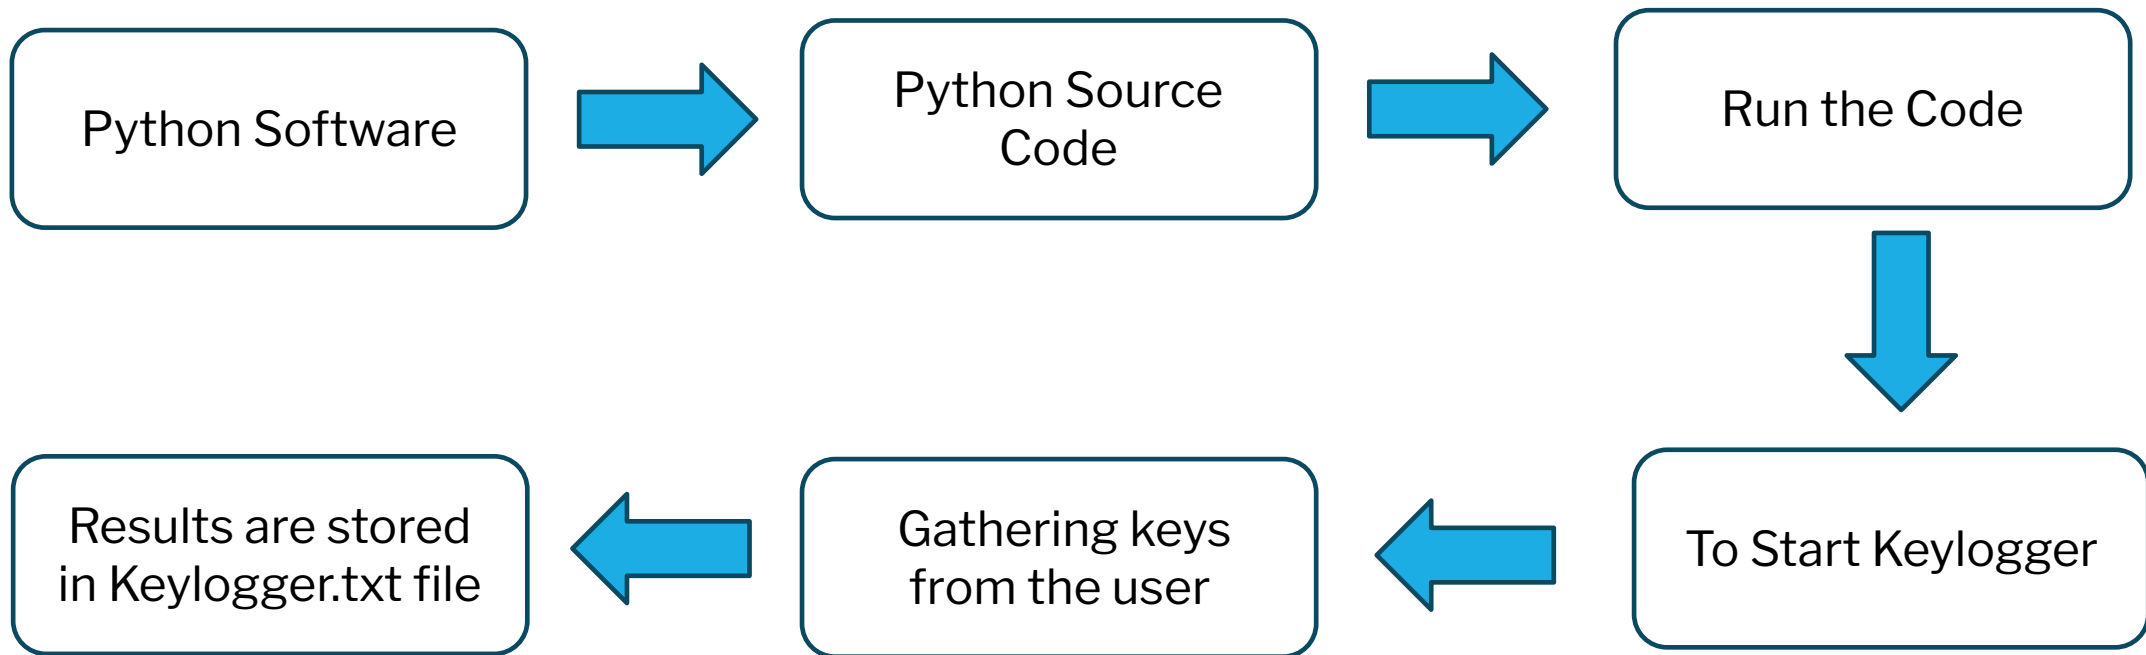 Python Software
Python Source
Code
Run the Code
To Start Keylogger
Gathering keys
from the user
Results are stored
in Keylogger.txt file